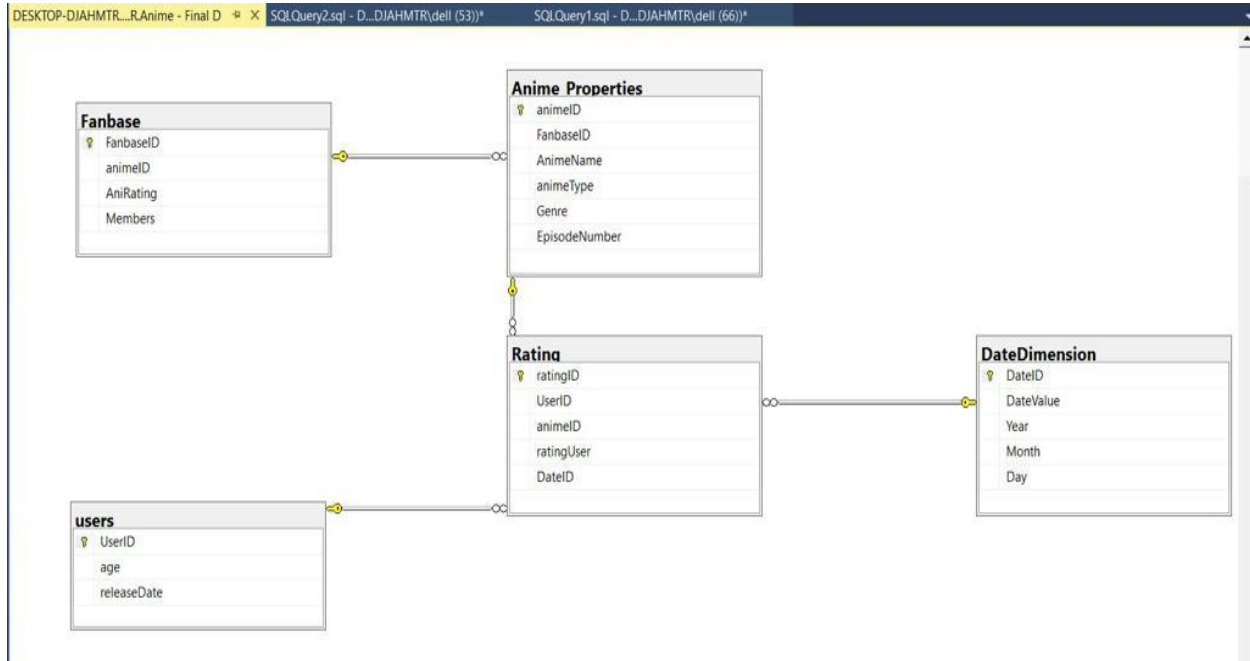 DESKTOP-DJAHMTR....R.Anime - Final D
SQLQuery2.sql - D...DJAHMTR\dell (53))*
SQLQuery1.sql - D...DJAHMTR\dell (66))*
Fanbase
FanbaseID
animeID
AniRating
Members
Anime_Properties
animeID
FanbaseID
AnimeName
animeType
Genre
EpisodeNumber
Rating
ratingID
UserID
animeID
ratingUser
DateID
DateDimension
DateID
DateValue
Year
Month
Day
users
UserID
age
releaseDate